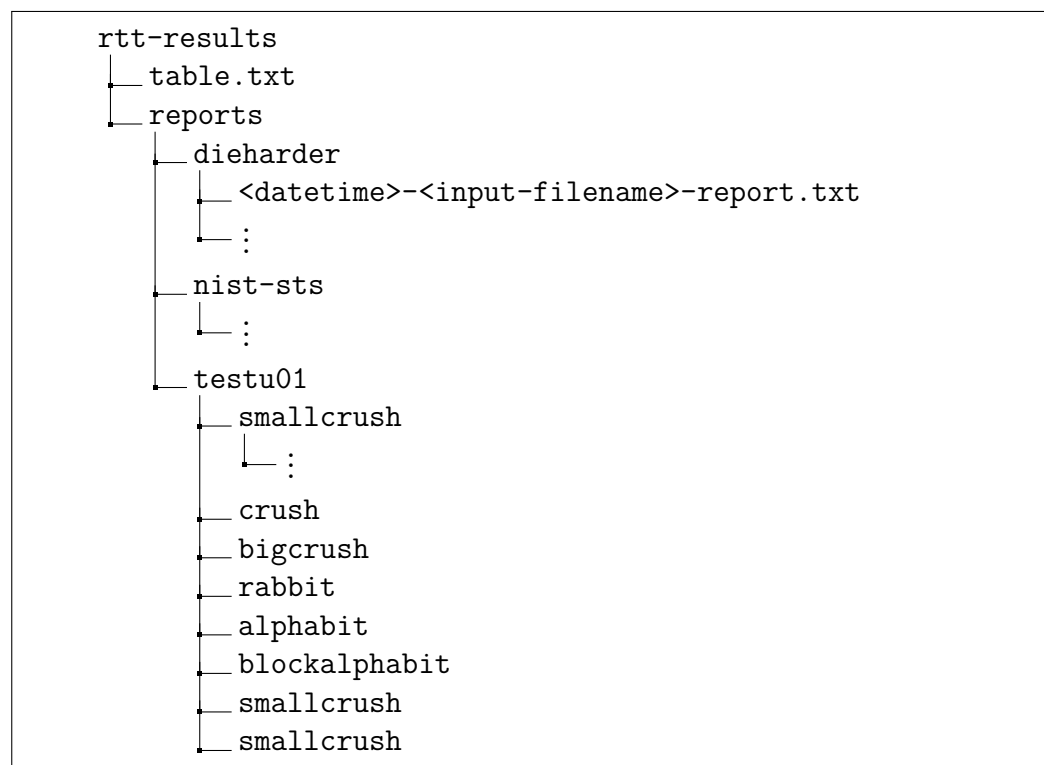 rtt-results
table.txt
reports
dieharder
<datetime>-<input-filename>-report.txt
⋮
nist-sts
⋮
testu01
smallcrush
⋮
crush
bigcrush
rabbit
alphabit
blockalphabit
smallcrush
smallcrush